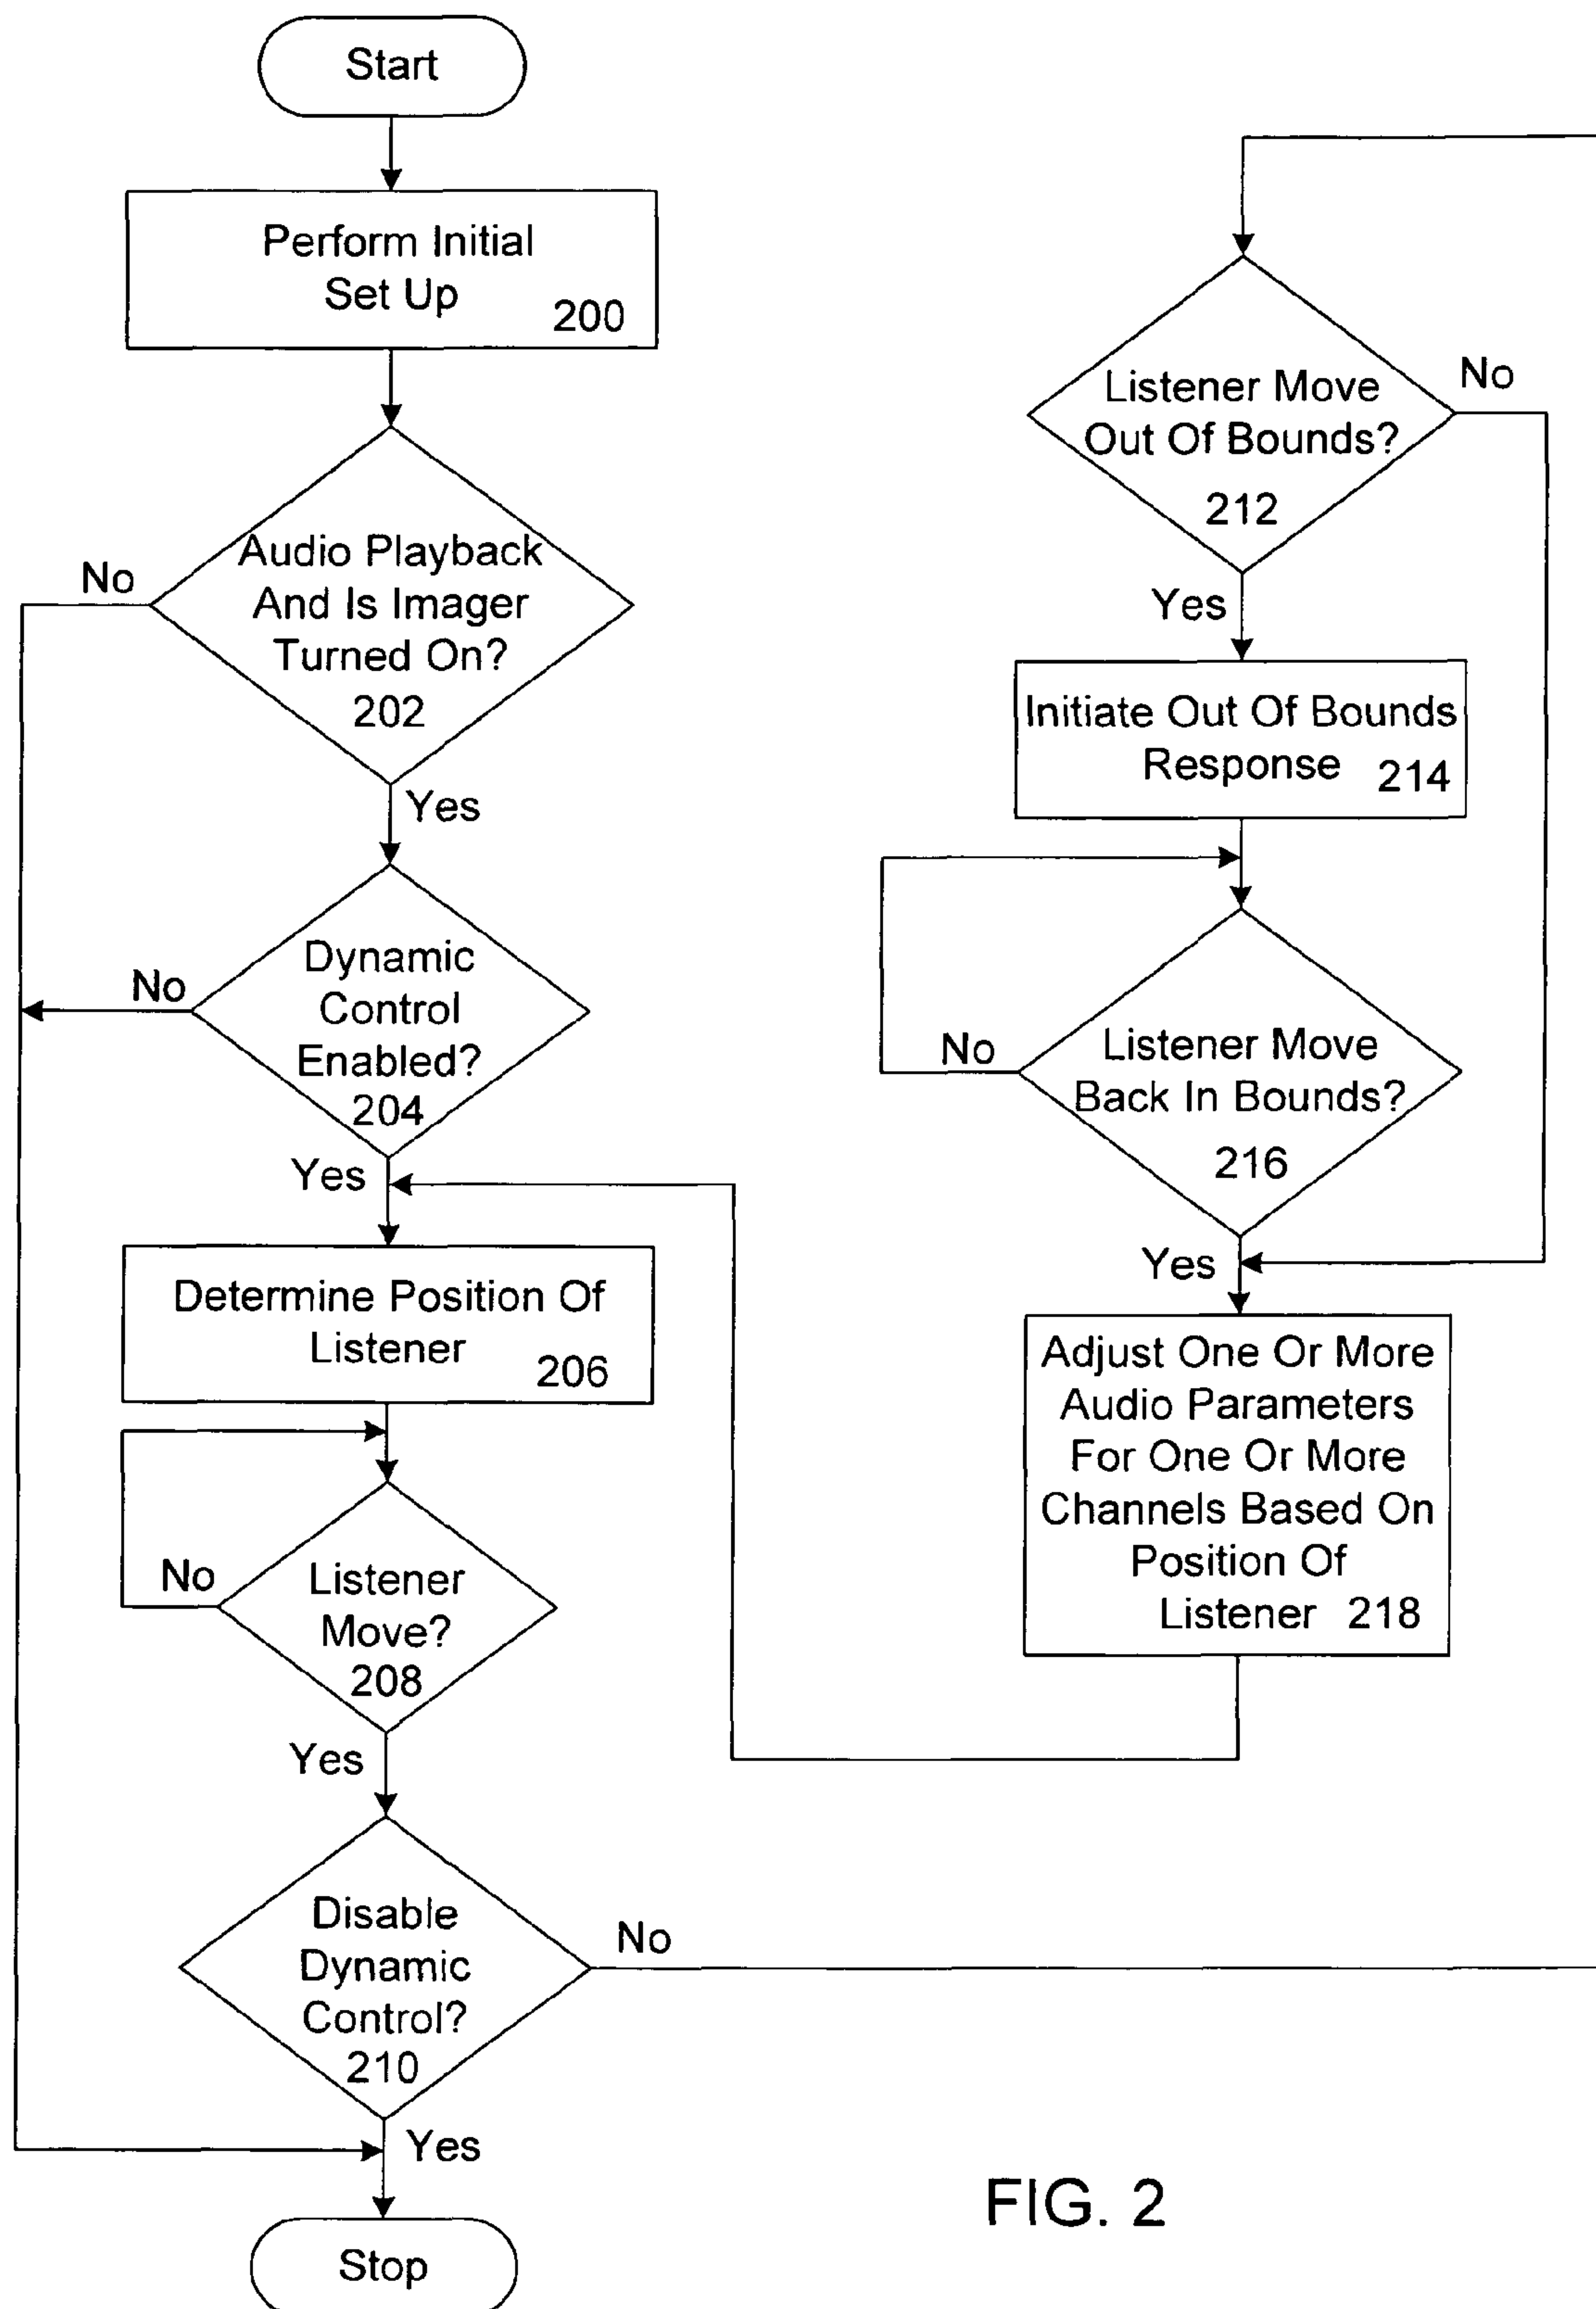 Start
Perform Initial
Set Up
200
Audio Playback
And Is Imager
Turned On?
202
No
Yes
Dynamic
Control
Enabled?
204
No
Yes
Determine Position Of
Listener
206
Listener
Move?
208
No
Yes
Disable
Dynamic
Control?
210
No
Yes
Stop
Listener Move
Out Of Bounds?
212
No
Yes
Initiate Out Of Bounds
Response 214
Listener Move
Back In Bounds?
216
No
Yes
Adjust One Or More
Audio Parameters
For One Or More
Channels Based On
Position Of
Listener 218
FIG. 2